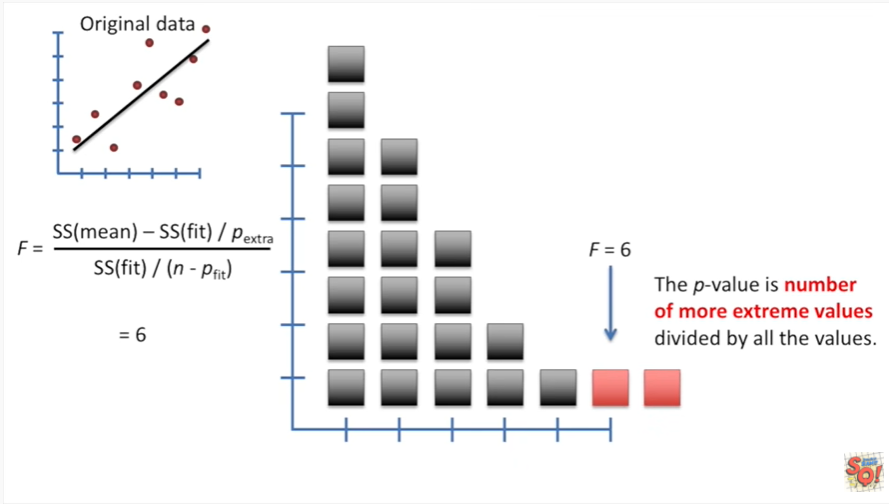 Original data
F = SS(mean) – SS(fit) / pextra
SS(fit) / (n - pfit)
= 6
F = 6
The p-value is number
of more extreme values
divided by all the values.
SQ!